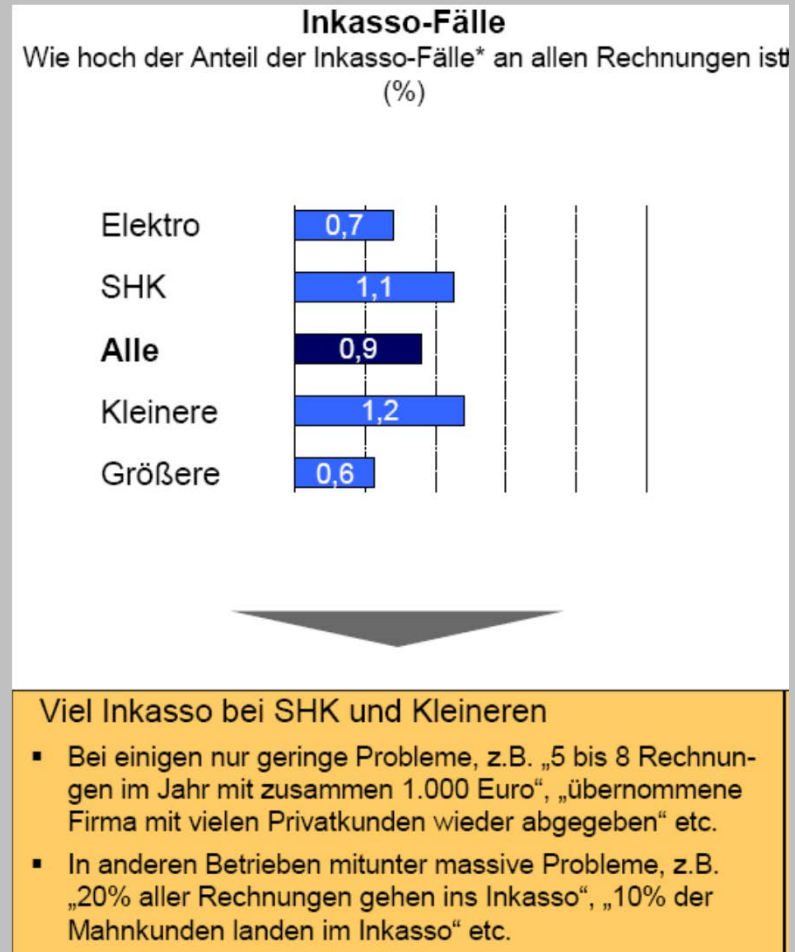 Inkasso-Fälle
Wie hoch der Anteil der Inkasso-Fälle* an allen Rechnungen ist
(%)
Elektro 0,7
SHK 1,1
Alle 0,9
Kleinere 1,2
Größere 0,6
Viel Inkasso bei SHK und Kleineren
▪ Bei einigen nur geringe Probleme, z.B. „5 bis 8 Rechnun-
gen im Jahr mit zusammen 1.000 Euro“, „übernommene
Firma mit vielen Privatkunden wieder abgegeben“ etc.
▪ In anderen Betrieben mitunter massive Probleme, z.B.
„20% aller Rechnungen gehen ins Inkasso“, „10% der
Mahnkunden landen im Inkasso“ etc.